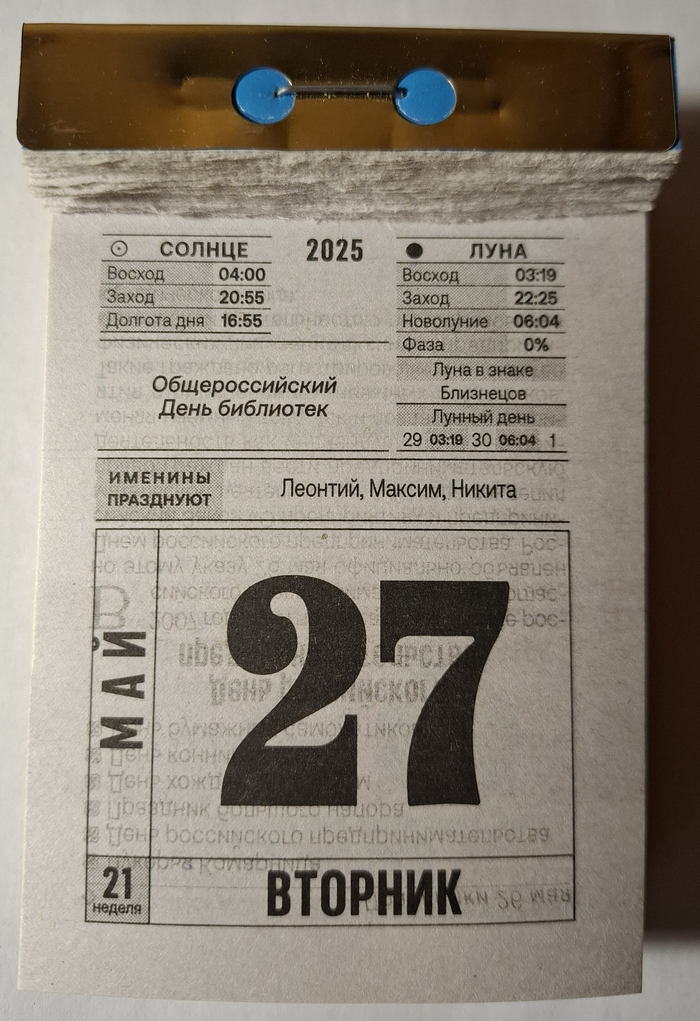 СОЛНЦЕ
Восход 04:00
Заход 20:55
Долгота дня 16:55
2025
ЛУНА
Восход 03:19
Заход 22:25
Новолуние 06:04
Фаза 0%
Луна в знаке
Близнецов
Лунный день
29 03:19 30 06:04 1
Общероссийский
День библиотек
ИМЕНИНЫ
ПРАЗДНУЮТ
Леонтий, Максим, Никита
МАЙ
27
21
неделя
ВТОРНИК